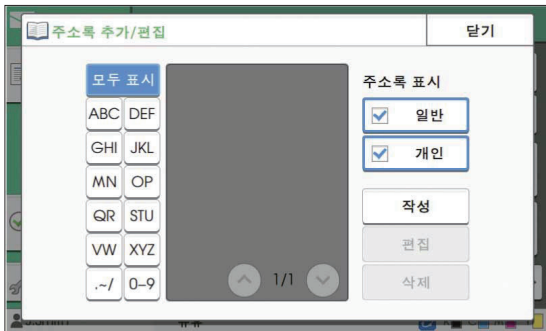 주소록 추가/편집
닫기
모두 표시
ABC DEF
GHI JKL
MN OP
QR STU
VW XYZ
.~/ 0-9
1/1
주소록 표시
일반
개인
작성
편집
삭제